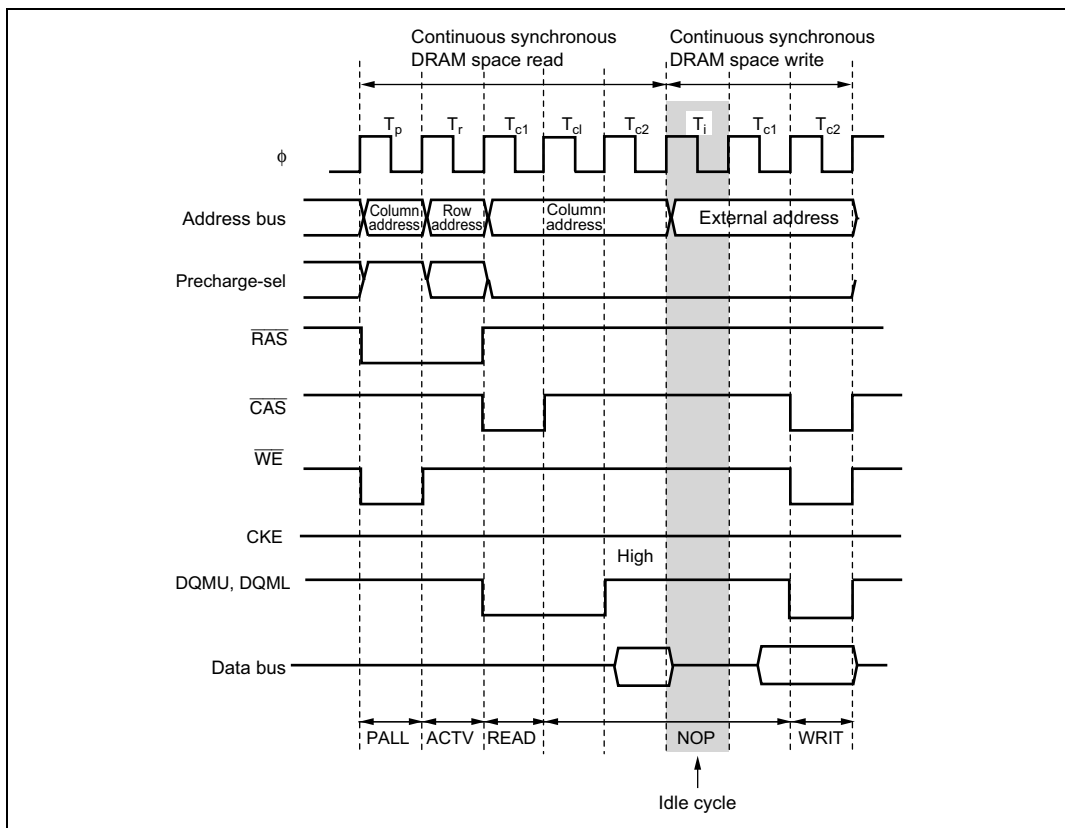 Continuous synchronous Continuous synchronous
DRAM space read DRAM space write
Tp Tr Tc1 Tcl Tc2 Ti Tc1 Tc2
ϕ
Address bus Column address Row address Column address External address
Precharge-sel
RAS
CAS
WE
CKE
High
DQMU, DQML
Data bus
PALL ACTV READ NOP WRIT
Idle cycle